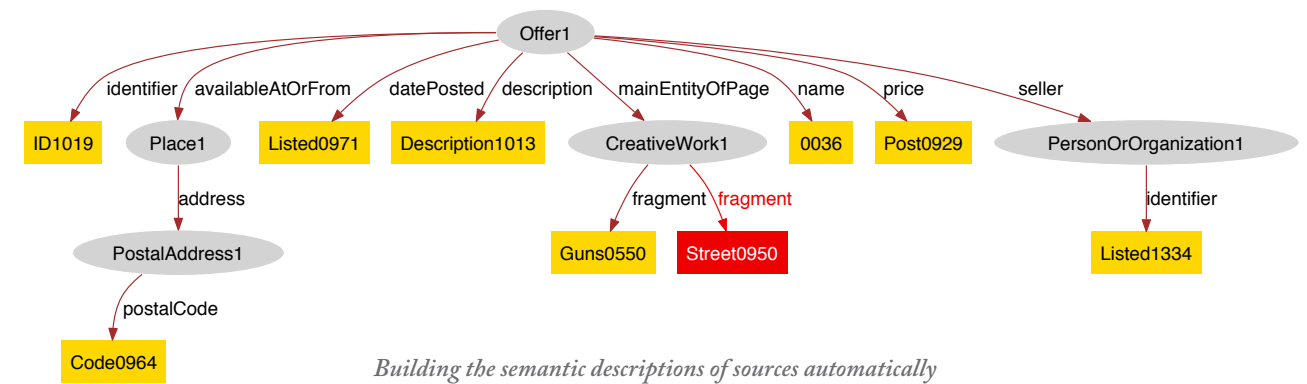 Offer1
identifier
availableAtOrFrom
datePosted
description
mainEntityOfPage
name
price
seller
ID1019
Place1
Listed0971
Description1013
CreativeWork1
0036
Post0929
PersonOrOrganization1
address
fragment
fragment
identifier
PostalAddress1
Guns0550
Street0950
Listed1334
postalCode
Code0964
Building the semantic descriptions of sources automatically